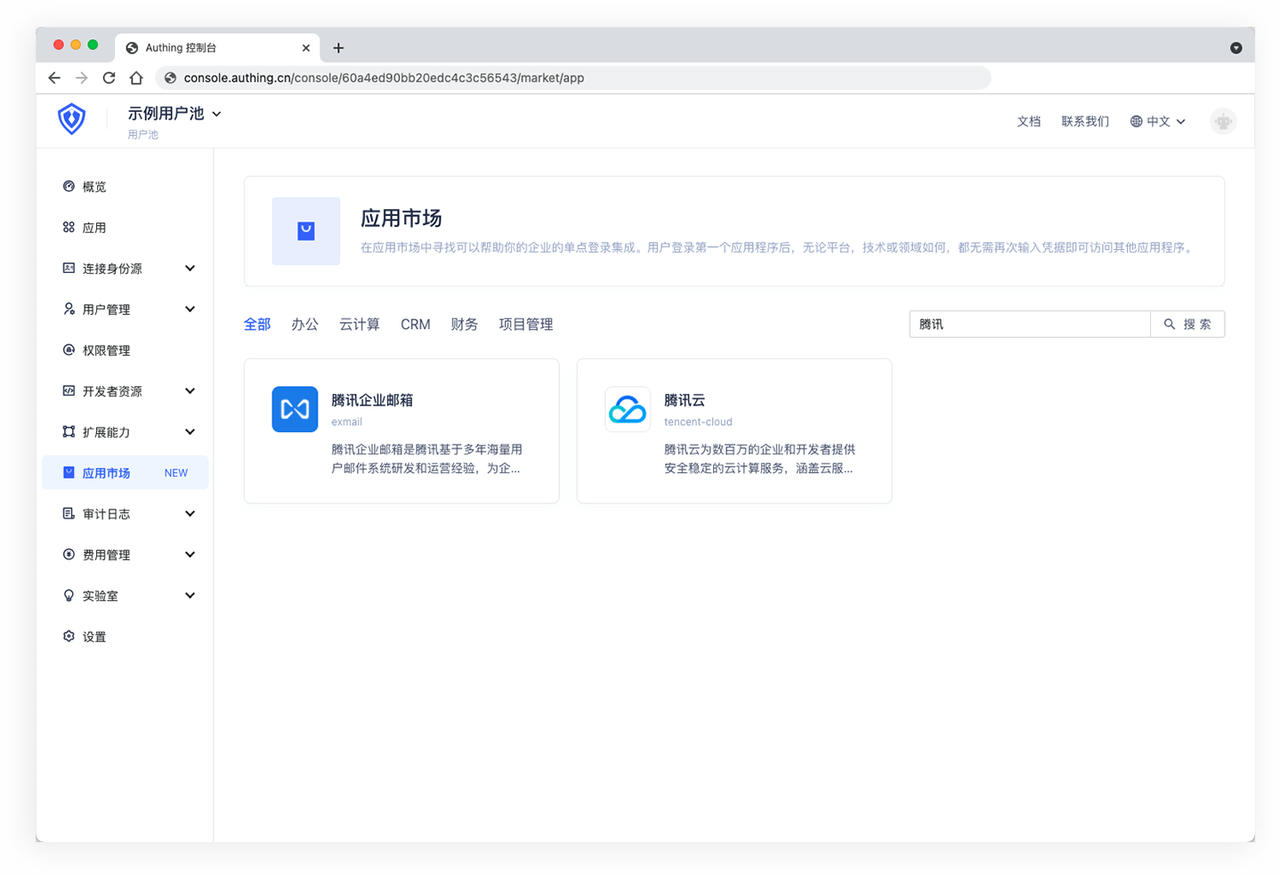 Authing 控制台
console.authing.cn/console/60a4ed90bb20edc4c3c56543/market/app
示例用户池
用户池
文档 联系我们 中文
概览
应用
连接身份源
用户管理
权限管理
开发者资源
扩展能力
应用市场 NEW
审计日志
费用管理
实验室
设置
应用市场
在应用市场中寻找可以帮助你的企业的单点登录集成。用户登录第一个应用程序后，无论平台，技术或领域如何，都无需再次输入凭据即可访问其他应用程序。
全部 办公 云计算 CRM 财务 项目管理
腾讯 搜 索
腾讯企业邮箱
exmail
腾讯企业邮箱是腾讯基于多年海量用
户邮件系统研发和运营经验，为企...
腾讯云
tencent-cloud
腾讯云为数百万的企业和开发者提供
安全稳定的云计算服务，涵盖云服...